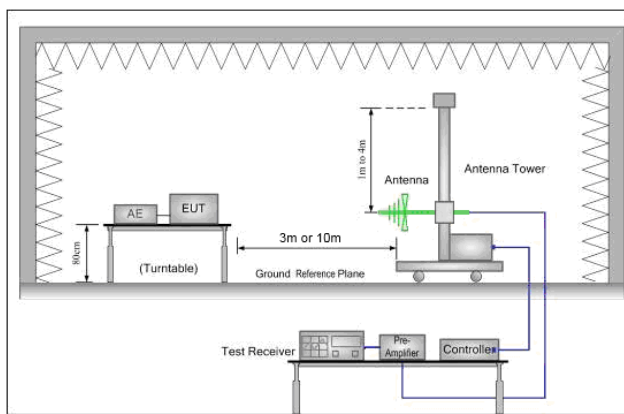 1m to 4m
Antenna
Antenna Tower
AE
EUT
80cm
(Turntable)
3m or 10m
Ground Reference Plane
Test Receiver
Pre-
Amplifier
Controller